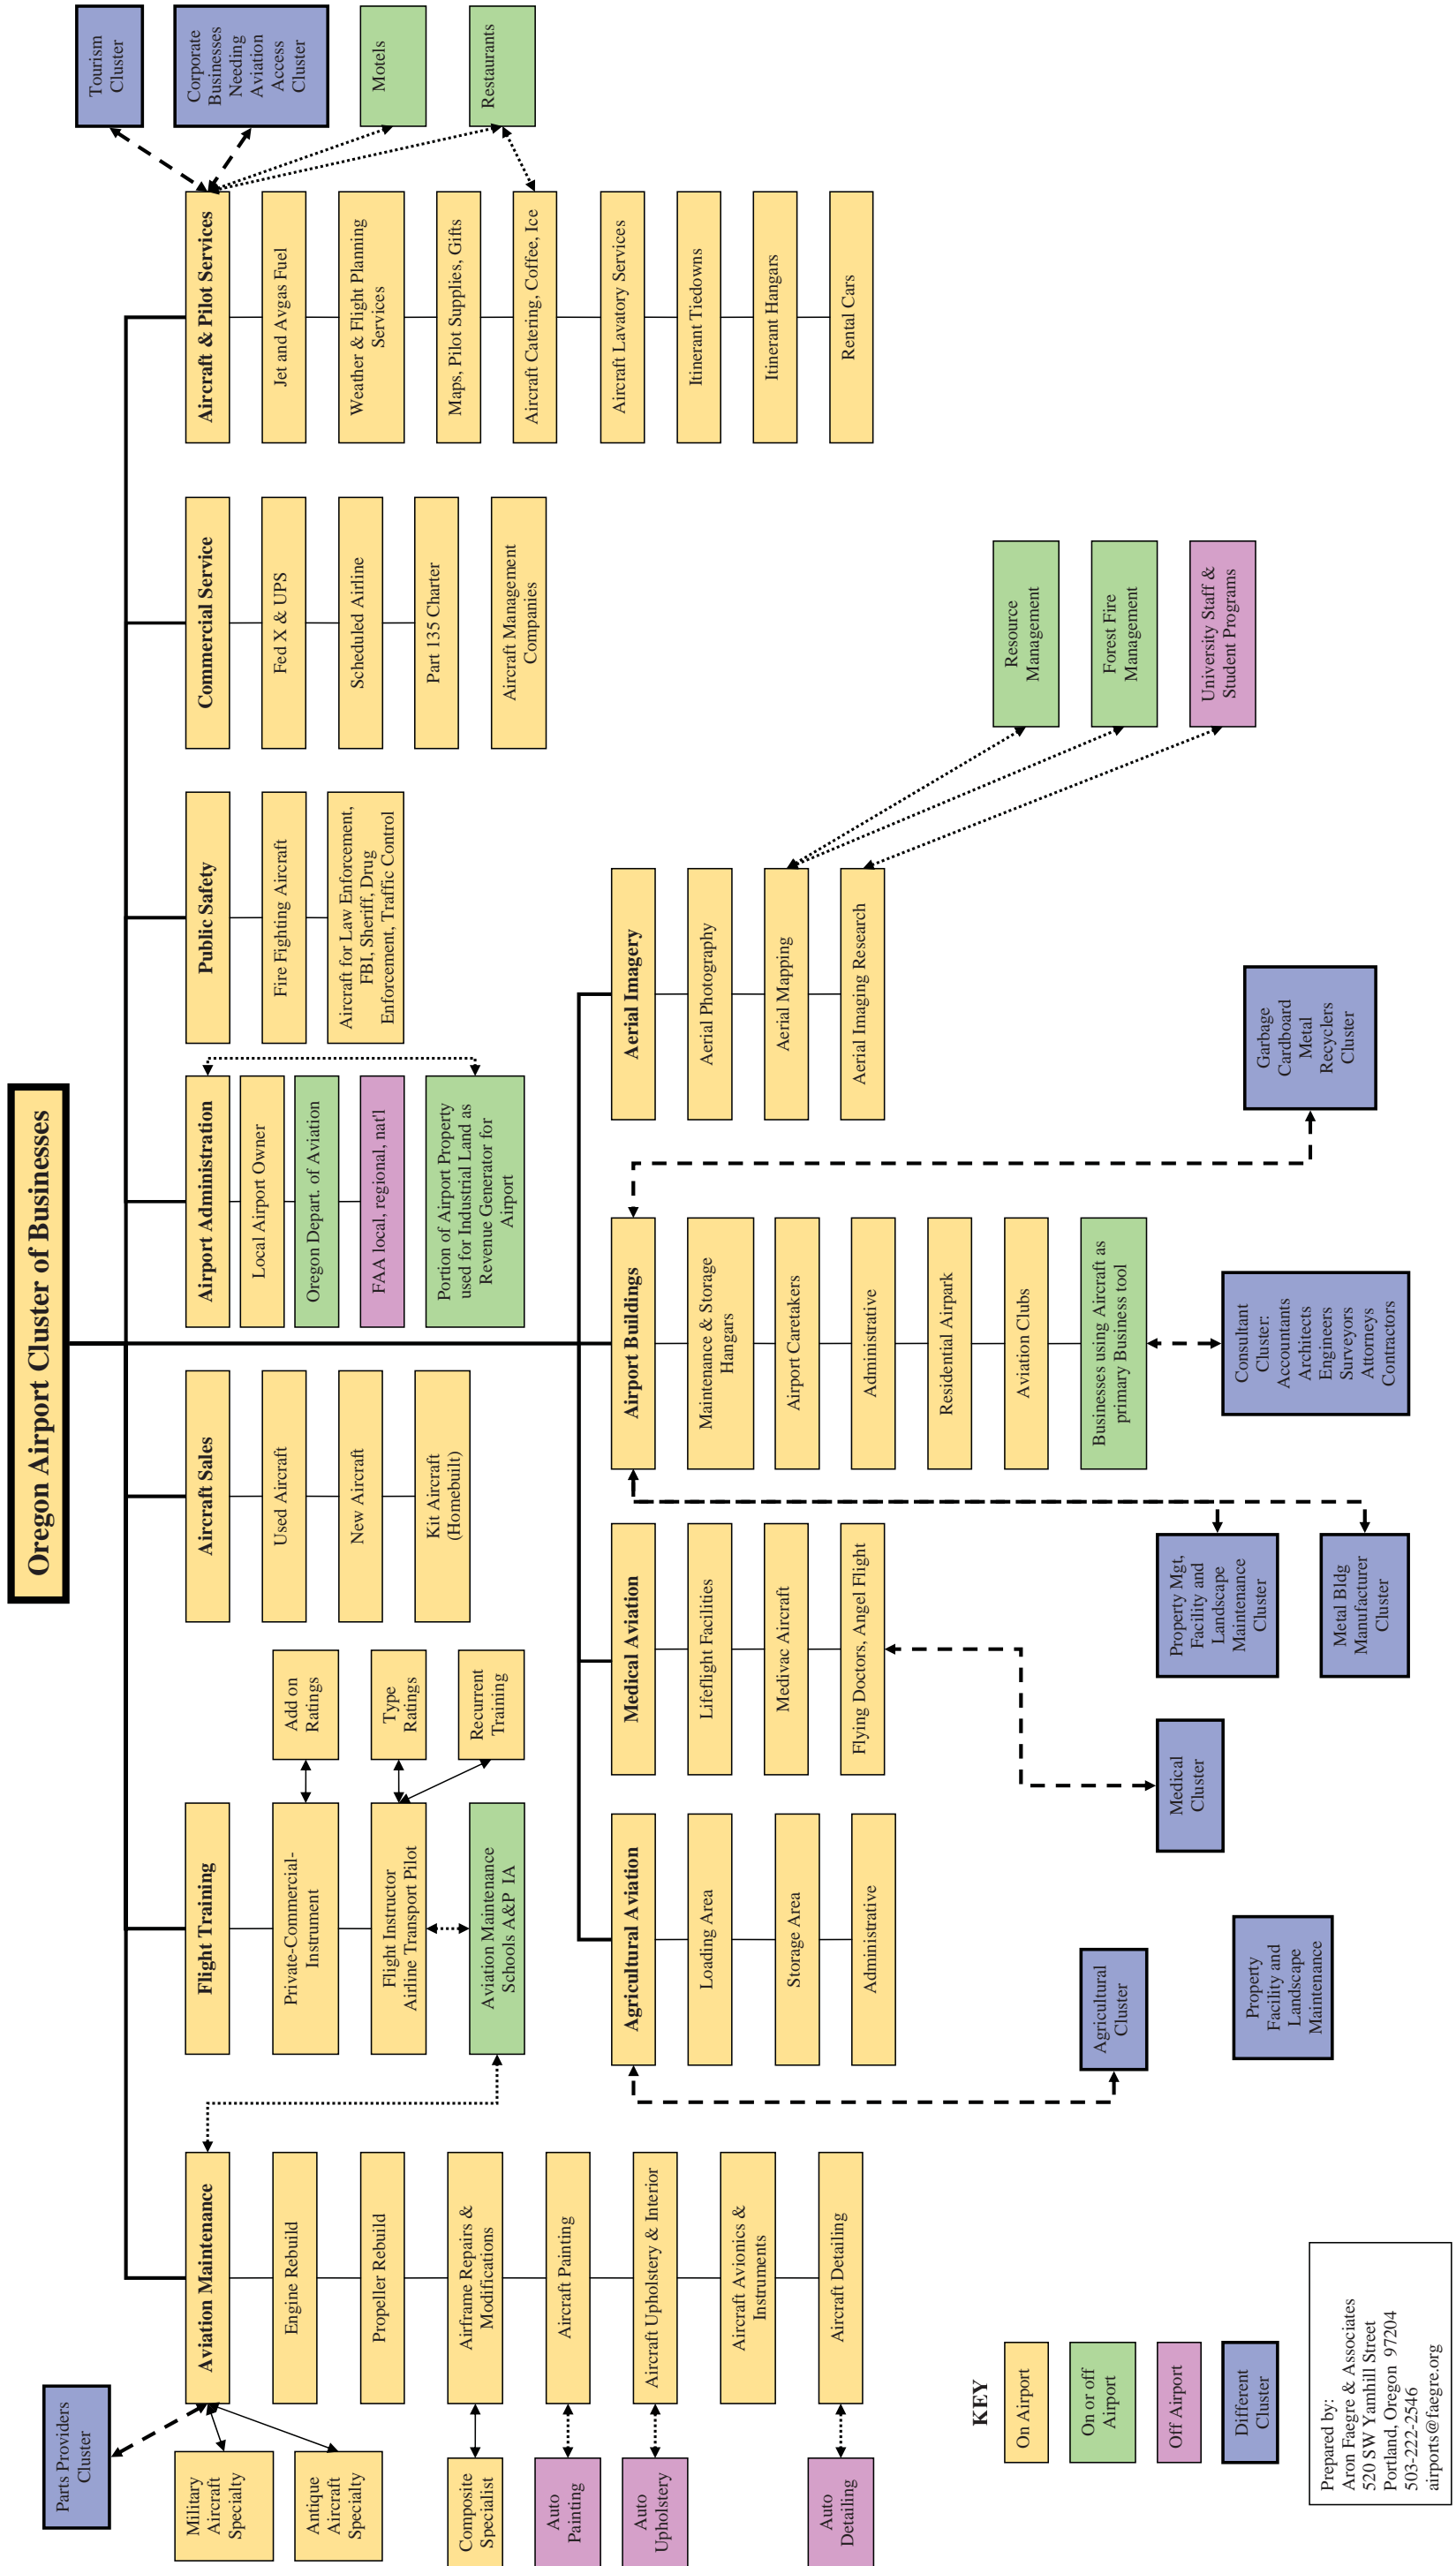 Oregon Airport Cluster of Businesses
Parts Providers
Cluster
Military
Aircraft
Specialty
Antique
Aircraft
Specialty
Composite
Specialist
Auto
Painting
Auto
Upholstery
Auto
Detailing
Aviation Maintenance
Engine Rebuild
Propeller Rebuild
Airframe Repairs &
Modifications
Aircraft Painting
Aircraft Upholstery & Interior
Aircraft Avionics &
Instruments
Aircraft Detailing
Flight Training
Private-Commercial-
Instrument
Flight Instructor
Airline Transport Pilot
Aviation Maintenance
Schools A&P IA
Add on
Ratings
Type
Ratings
Recurrent
Training
Aircraft Sales
Used Aircraft
New Aircraft
Kit Aircraft
(Homebuilt)
Airport Administration
Local Airport Owner
Oregon Depart. of Aviation
FAA local, regional, nat'l
Portion of Airport Property
used for Industrial Land as
Revenue Generator for
Airport
Public Safety
Fire Fighting Aircraft
Aircraft for Law Enforcement,
FBI, Sheriff, Drug
Enforcement, Traffic Control
Commercial Service
Fed X & UPS
Scheduled Airline
Part 135 Charter
Aircraft Management
Companies
Aircraft & Pilot Services
Jet and Avgas Fuel
Weather & Flight Planning
Services
Maps, Pilot Supplies, Gifts
Aircraft Catering, Coffee, Ice
Aircraft Lavatory Services
Itinerant Tiedowns
Itinerant Hangars
Rental Cars
Tourism
Cluster
Corporate
Businesses
Needing
Aviation
Access
Cluster
Motels
Restaurants
Agricultural Aviation
Loading Area
Storage Area
Administrative
Agricultural
Cluster
Property
Facility and
Landscape
Maintenance
Medical Aviation
Lifeflight Facilities
Medivac Aircraft
Flying Doctors, Angel Flight
Medical
Cluster
Airport Buildings
Maintenance & Storage
Hangars
Airport Caretakers
Administrative
Residential Airpark
Aviation Clubs
Businesses using Aircraft as
primary Business tool
Property Mgt,
Facility and
Landscape
Maintenance
Cluster
Metal Bldg
Manufacturer
Cluster
Consultant
Cluster:
Accountants
Architects
Engineers
Surveyors
Attorneys
Contractors
Garbage
Cardboard
Metal
Recyclers
Cluster
Aerial Imagery
Aerial Photography
Aerial Mapping
Aerial Imaging Research
Resource
Management
Forest Fire
Management
University Staff &
Student Programs
KEY
On Airport
On or off
Airport
Off Airport
Different
Cluster
Prepared by:
Aron Faegre & Associates
520 SW Yamhill Street
Portland, Oregon 97204
503-222-2546
airports@faegre.org